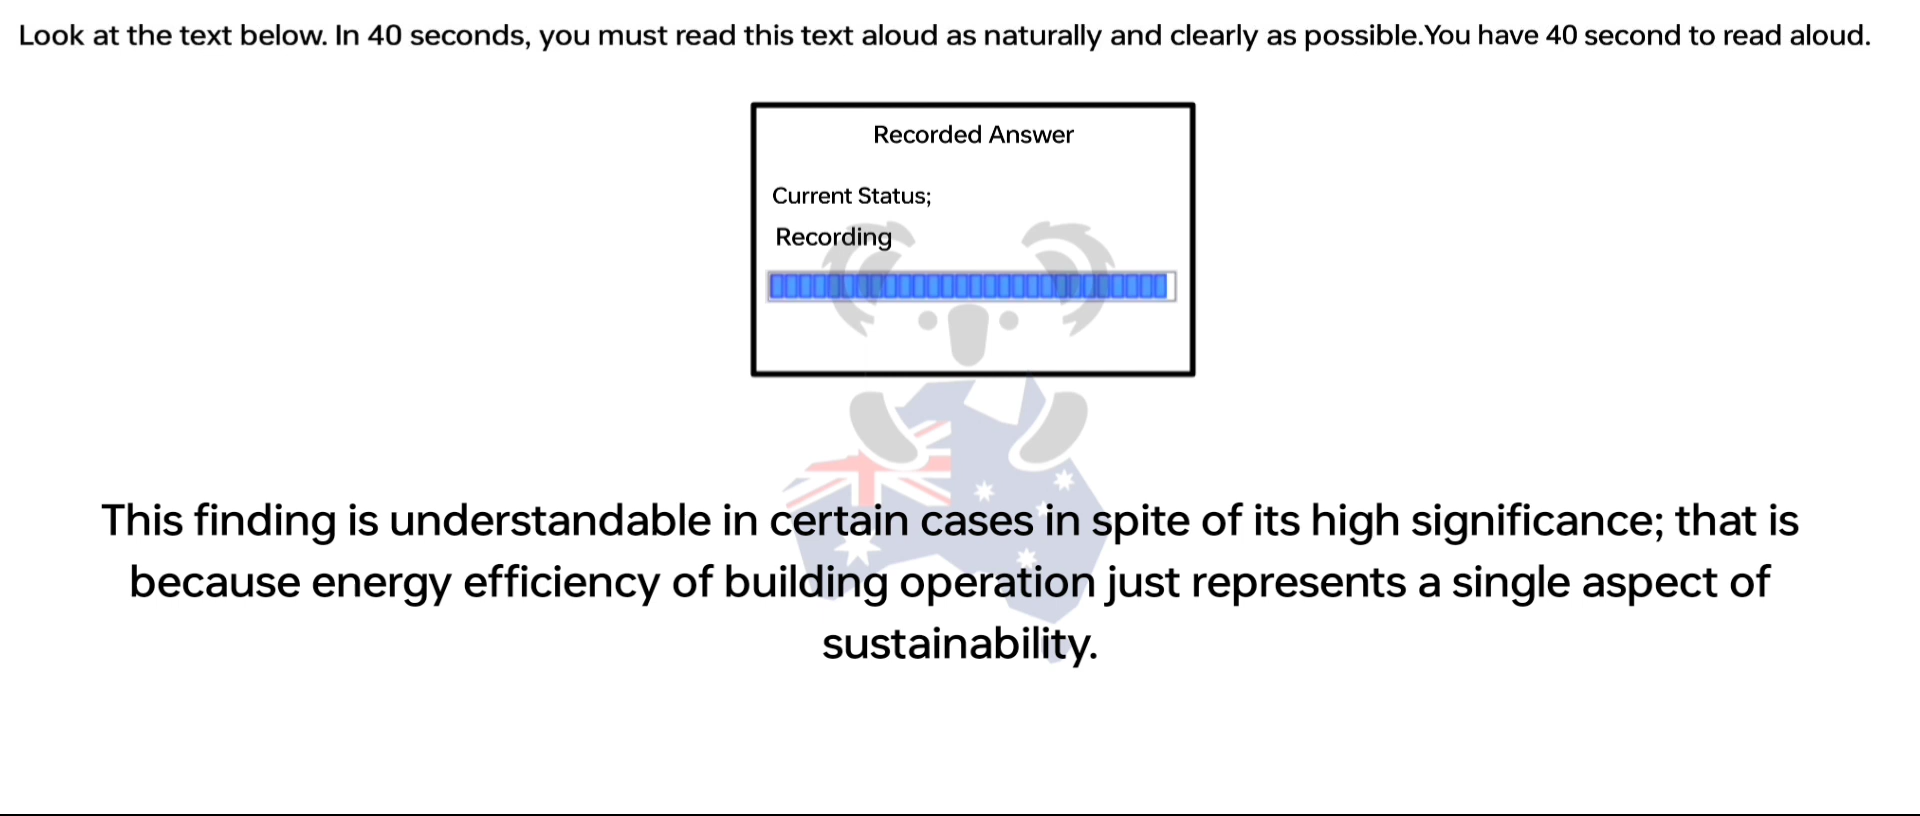 Look at the text below. In 40 seconds, you must read this text aloud as naturally and clearly as possible.You have 40 second to read aloud.
Recorded Answer
Current Status;
Recording
This finding is understandable in certain cases in spite of its high significance; that is
because energy efficiency of building operation just represents a single aspect of
sustainability.